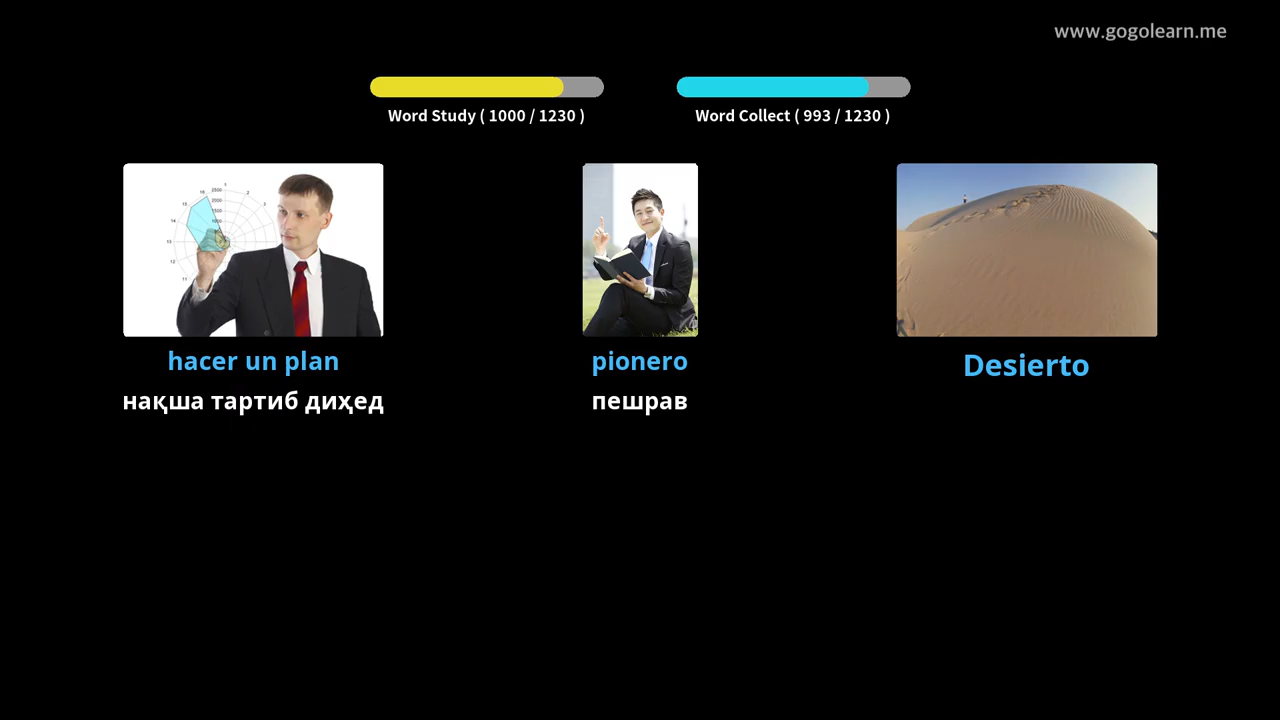 www.gogolearn.me
Word Study ( 1000 / 1230 )
Word Collect ( 993 / 1230 )
hacer un plan
нақша тартиб диҳед
pionero
пешрав
Desierto